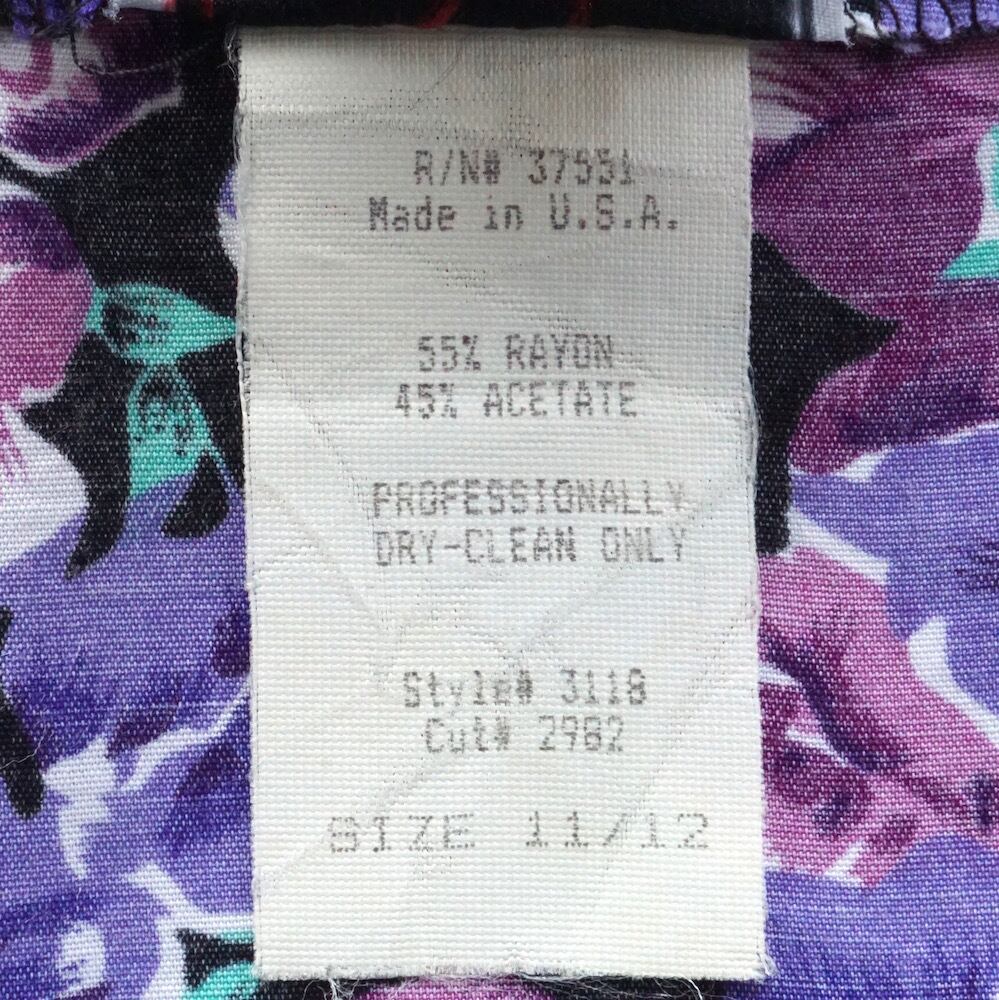 R/N# 37551
Made in U.S.A.
55% RAYON
45% ACETATE
PROFESSIONALLY
DRY-CLEAN ONLY
Style# 3118
Cut# 2982
SIZE 11/12